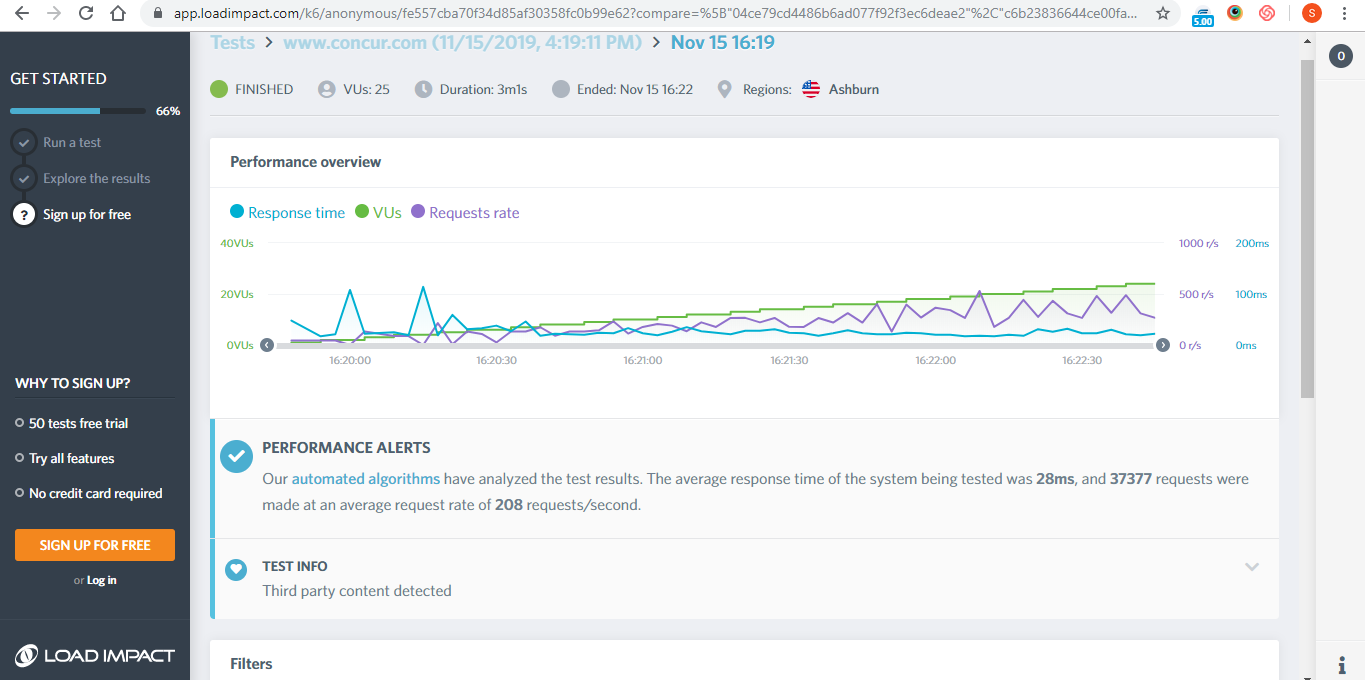 app.loadimpact.com/k6/anonymous/fe557cba70f34d85af30358fc0b99e62?compare=%5B"04ce79cd4486b6ad077f92f3ec6deae2"%2C"c6b23836644ce00fa...
5.00
S
Tests > www.concur.com (11/15/2019, 4:19:11 PM) > Nov 15 16:19
0
GET STARTED
66%
Run a test
Explore the results
? Sign up for free
FINISHED VUs: 25 Duration: 3m1s Ended: Nov 15 16:22 Regions: Ashburn
Performance overview
Response time VUs Requests rate
40VUs 1000 r/s 200ms
20VUs 500 r/s 100ms
0VUs 0 r/s 0ms
16:20:00 16:20:30 16:21:00 16:21:30 16:22:00 16:22:30
WHY TO SIGN UP?
50 tests free trial
Try all features
No credit card required
SIGN UP FOR FREE
or Log in
LOAD IMPACT
PERFORMANCE ALERTS
Our automated algorithms have analyzed the test results. The average response time of the system being tested was 28ms, and 37377 requests were
made at an average request rate of 208 requests/second.
TEST INFO
Third party content detected
Filters